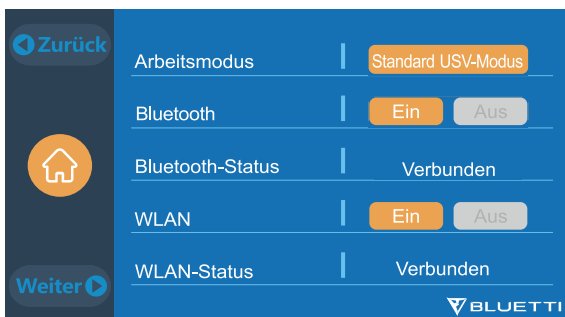 Zurück
Arbeitsmodus Standard USV-Modus
Bluetooth Ein Aus
Bluetooth-Status Verbunden
WLAN Ein Aus
WLAN-Status Verbunden
Weiter
BLUETTI